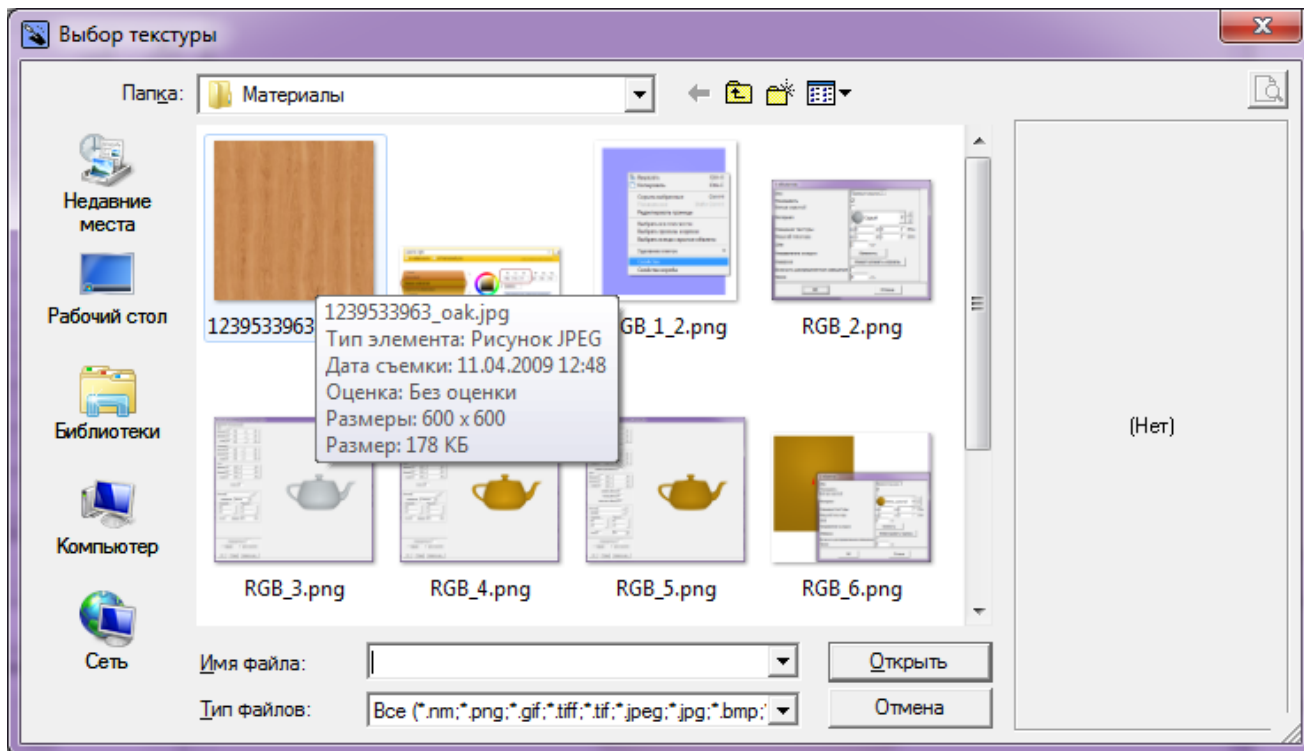 Выбор текстуры
Папка:
Материалы
Недавние
места
Рабочий стол
Библиотеки
Компьютер
Сеть
1239533963
GB_1_2.png
RGB_2.png
1239533963_oak.jpg
Тип элемента: Рисунок JPEG
Дата съемки: 11.04.2009 12:48
Оценка: Без оценки
Размеры: 600 x 600
Размер: 178 КБ
RGB_3.png
RGB_4.png
RGB_5.png
RGB_6.png
(Нет)
Имя файла:
Открыть
Тип файлов:
Все (*.nm;*.png;*.gif;*.tiff;*.tif;*.jpeg;*.jpg;*.bmp;
Отмена